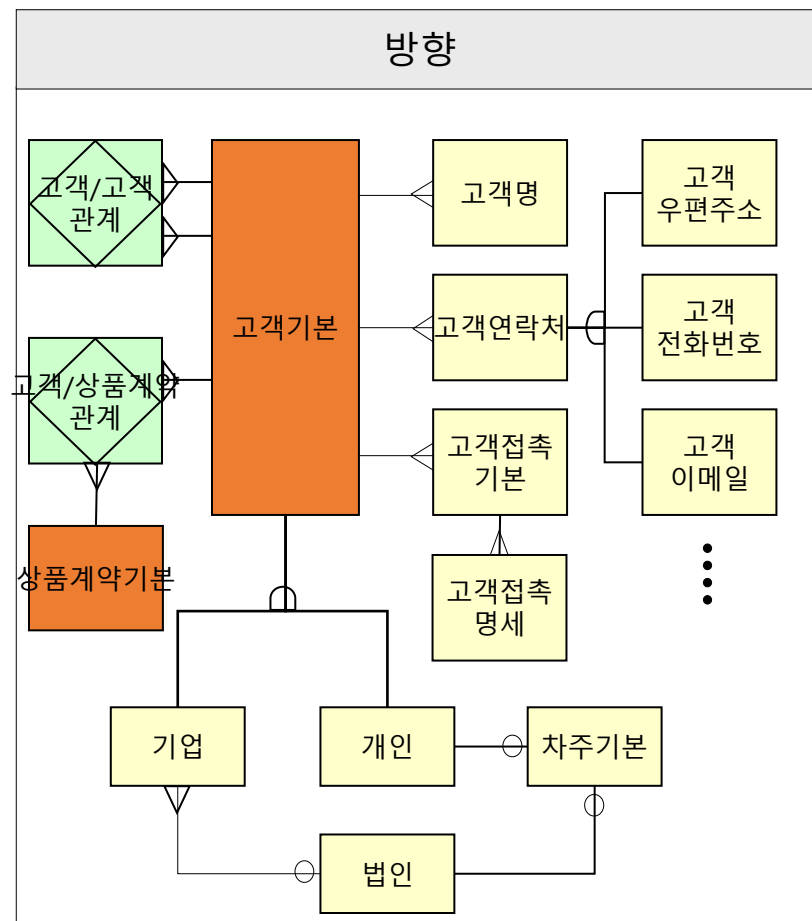 방향
고객/고객
관계
고객기본
고객명
고객
우편주소
고객연락처
고객
전화번호
고객/상품계약
관계
고객접촉
기본
고객
이메일
상품계약기본
고객접촉
명세
기업
개인
차주기본
법인